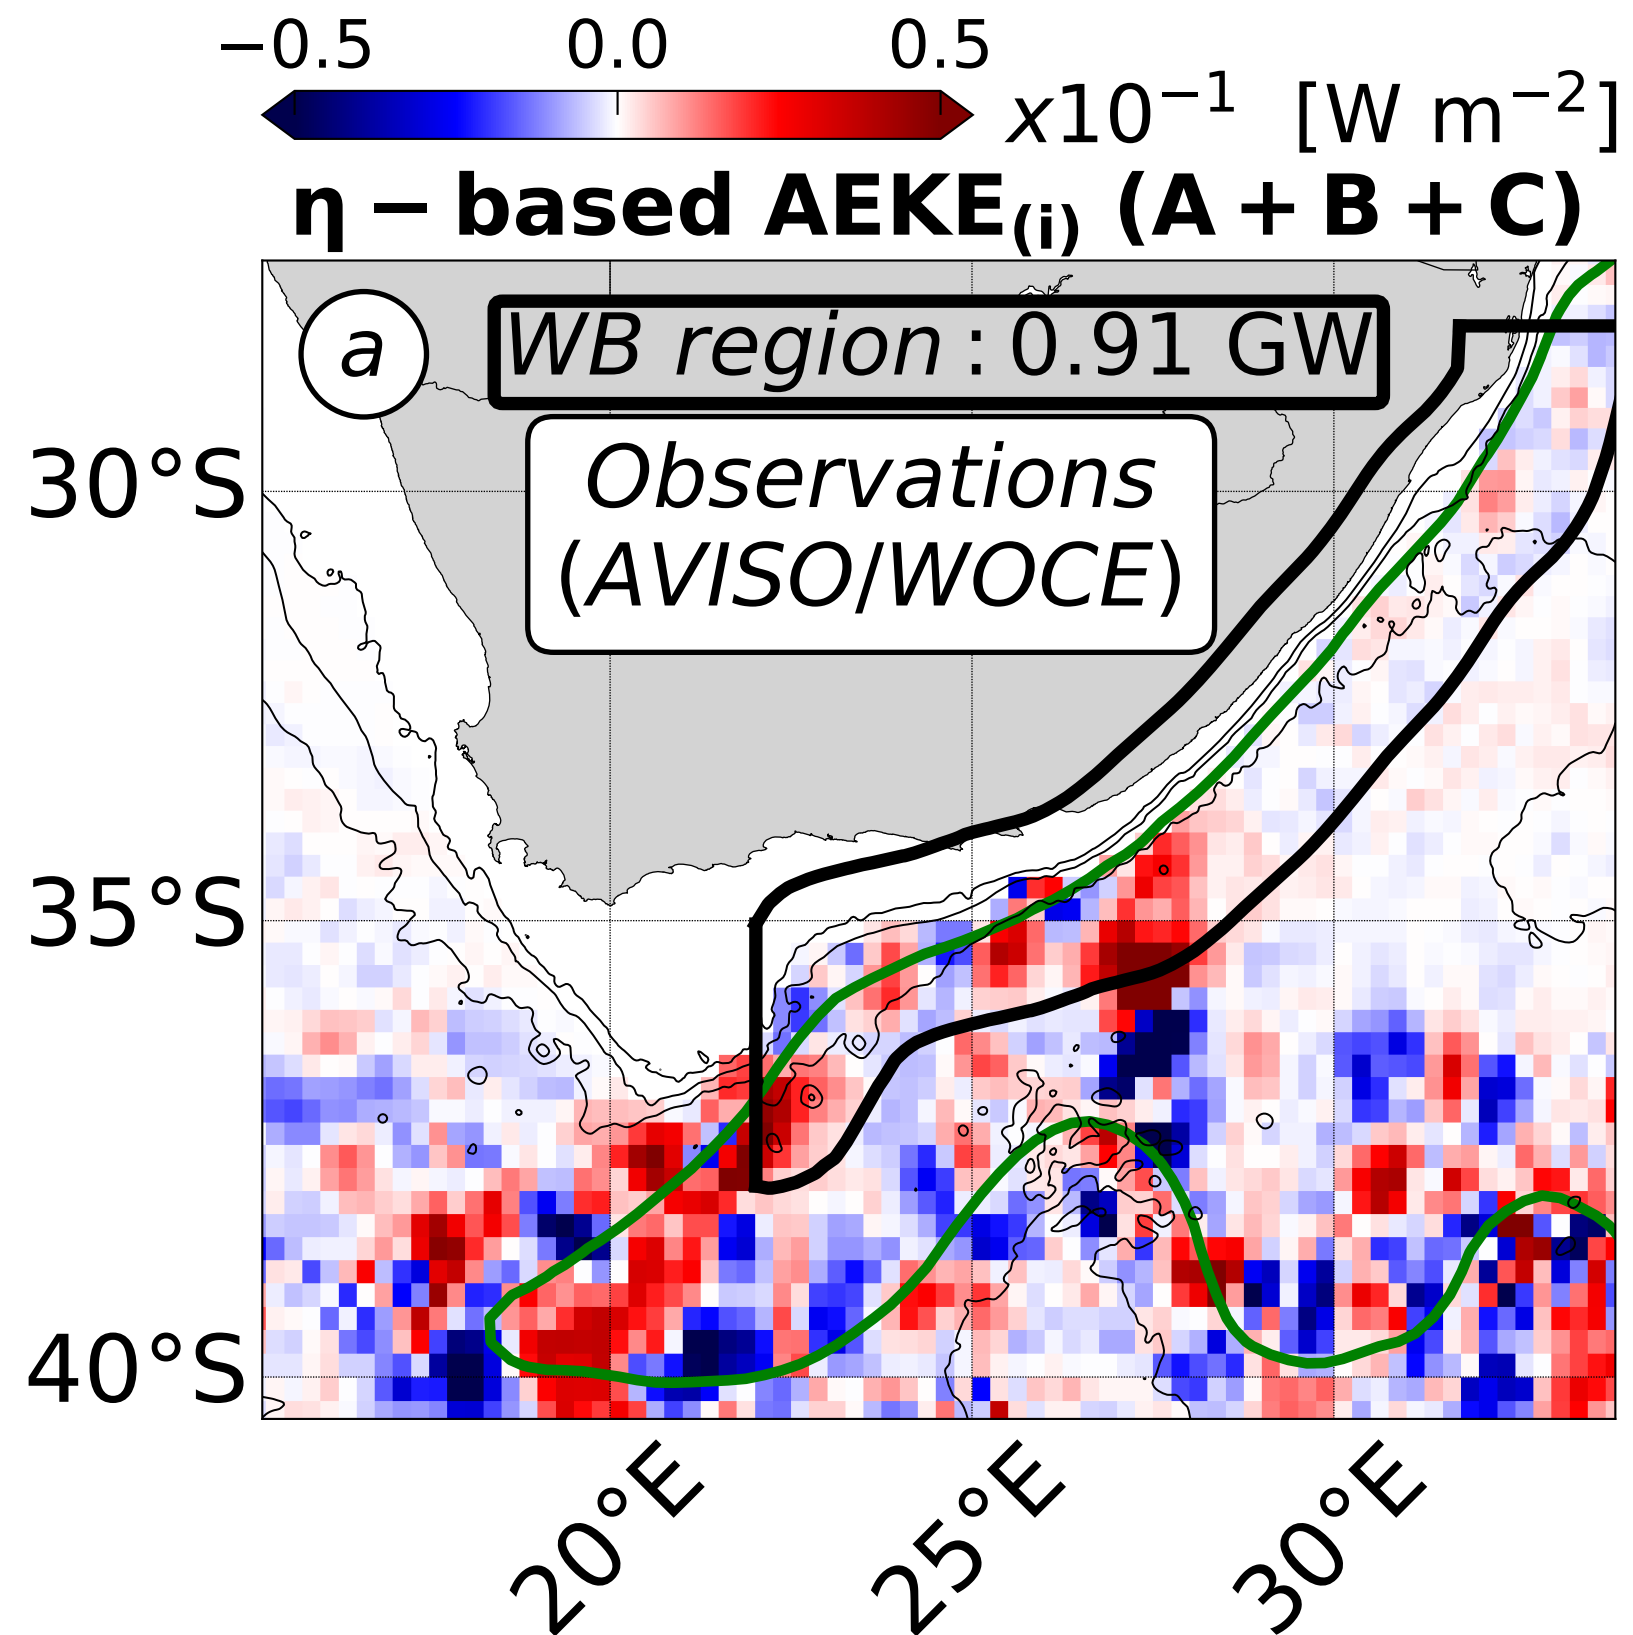 −0.5 0.0 0.5
x10⁻¹ [W m⁻²]
η − based AEKE₍ᵢ₎ (A + B + C)
a
WB region : 0.91 GW
Observations
(AVISO/WOCE)
30°S
35°S
40°S
20°E 25°E 30°E